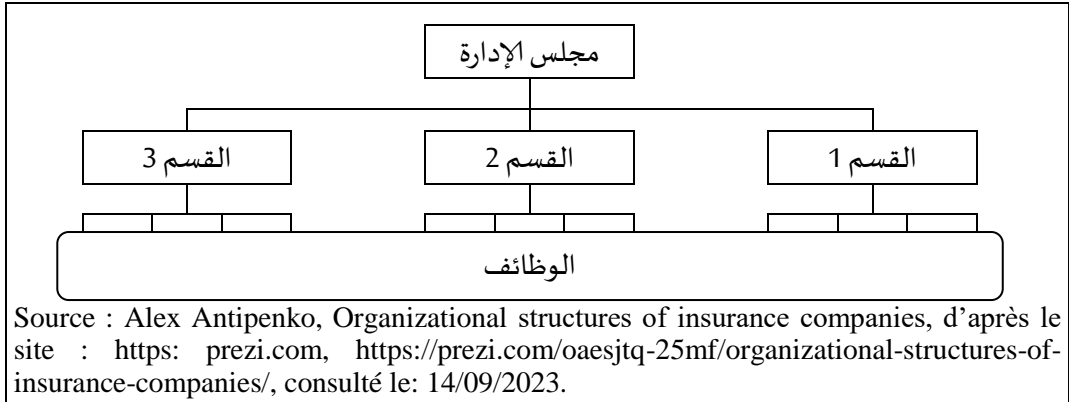 مجلس الإدارة
القسم 1
القسم 2
القسم 3
الوظائف
Source : Alex Antipenko, Organizational structures of insurance companies, d’après le
site : https: prezi.com, https://prezi.com/oaesjtq-25mf/organizational-structures-of-
insurance-companies/, consulté le: 14/09/2023.